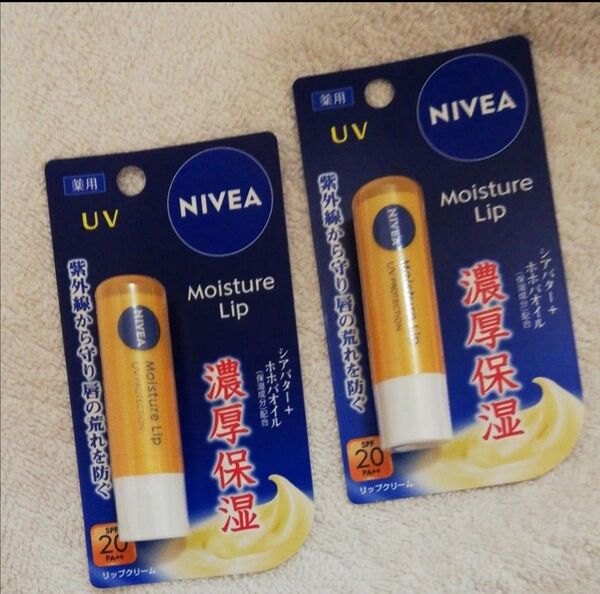 薬用
UV
NIVEA
Moisture
Lip
紫外線から守り 唇の荒れを防ぐ
シアバター+
ホホバオイル
(保湿成分)配合
濃厚保湿
NIVEA
Moisture Lip
UV PROTECTION
SPF
20
PA++
リップクリーム
薬用
UV
NIVEA
Moisture
Lip
紫外線から守り 唇の荒れを防ぐ
シアバター+
ホホバオイル
(保湿成分)配合
濃厚保湿
NIVEA
Moisture Lip
UV PROTECTION
SPF
20
PA++
リップクリーム